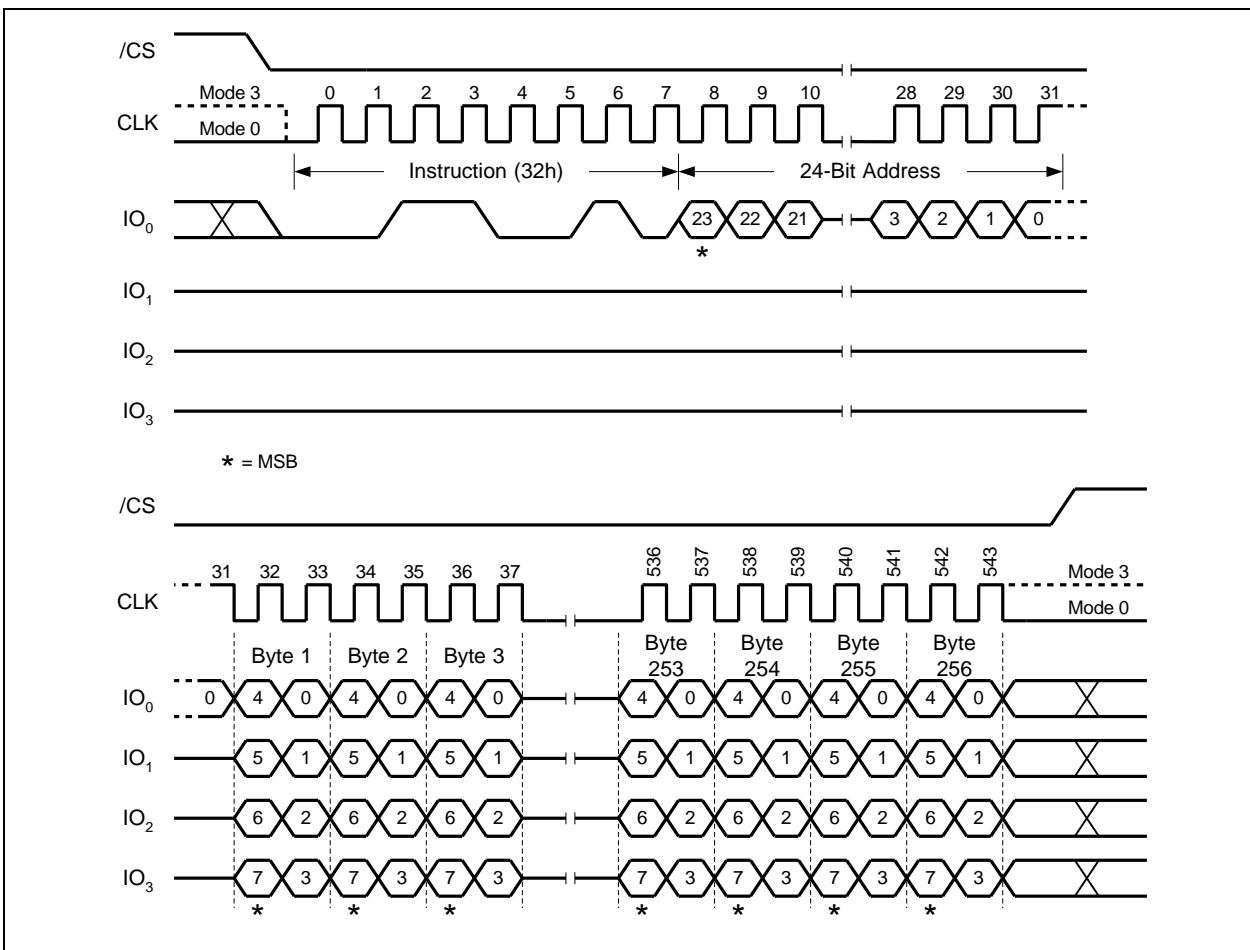 /CS
Mode 3
0 1 2 3 4 5 6 7 8 9 10 28 29 30 31
CLK
Mode 0
Instruction (32h) 24-Bit Address
IO0 23 22 21 3 2 1 0
*
IO1
IO2
IO3
* = MSB
/CS
31 32 33 34 35 36 37 536 537 538 539 540 541 542 543
Mode 3
CLK
Mode 0
Byte 1 Byte 2 Byte 3 Byte 253 Byte 254 Byte 255 Byte 256
IO0 0 4 0 4 0 4 0 4 0 4 0 4 0 4 0
IO1 5 1 5 1 5 1 5 1 5 1 5 1 5 1
IO2 6 2 6 2 6 2 6 2 6 2 6 2 6 2
IO3 7 3 7 3 7 3 7 3 7 3 7 3 7 3
* * * * * * *